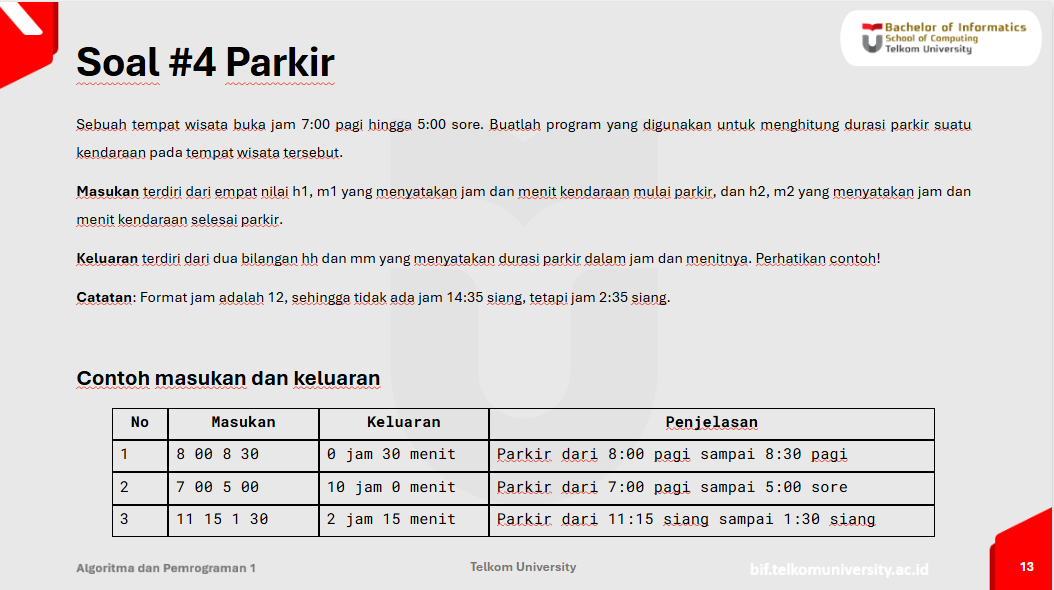 Bachelor of Informatics
School of Computing
Telkom University
Soal #4 Parkir
Sebuah tempat wisata buka jam 7:00 pagi hingga 5:00 sore. Buatlah program yang digunakan untuk menghitung durasi parkir suatu
kendaraan pada tempat wisata tersebut.
Masukan terdiri dari empat nilai h1, m1 yang menyatakan jam dan menit kendaraan mulai parkir, dan h2, m2 yang menyatakan jam dan
menit kendaraan selesai parkir.
Keluaran terdiri dari dua bilangan hh dan mm yang menyatakan durasi parkir dalam jam dan menitnya. Perhatikan contoh!
Catatan: Format jam adalah 12, sehingga tidak ada jam 14:35 siang, tetapi jam 2:35 siang.
Contoh masukan dan keluaran
No Masukan Keluaran Penjelasan
1 8 00 8 30 0 jam 30 menit Parkir dari 8:00 pagi sampai 8:30 pagi
2 7 00 5 00 10 jam 0 menit Parkir dari 7:00 pagi sampai 5:00 sore
3 11 15 1 30 2 jam 15 menit Parkir dari 11:15 siang sampai 1:30 siang
Algoritma dan Pemrograman 1 Telkom University bif.telkomuniversity.ac.id 13